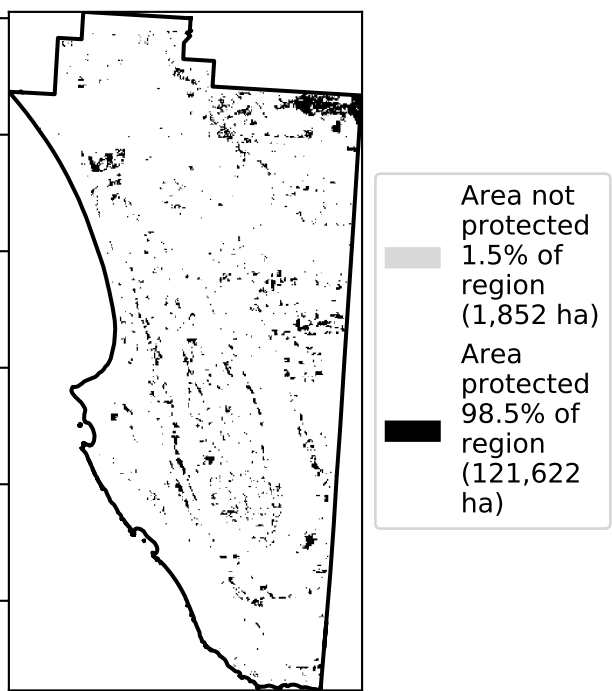 Area not
protected
1.5% of
region
(1,852 ha)
Area
protected
98.5% of
region
(121,622
ha)